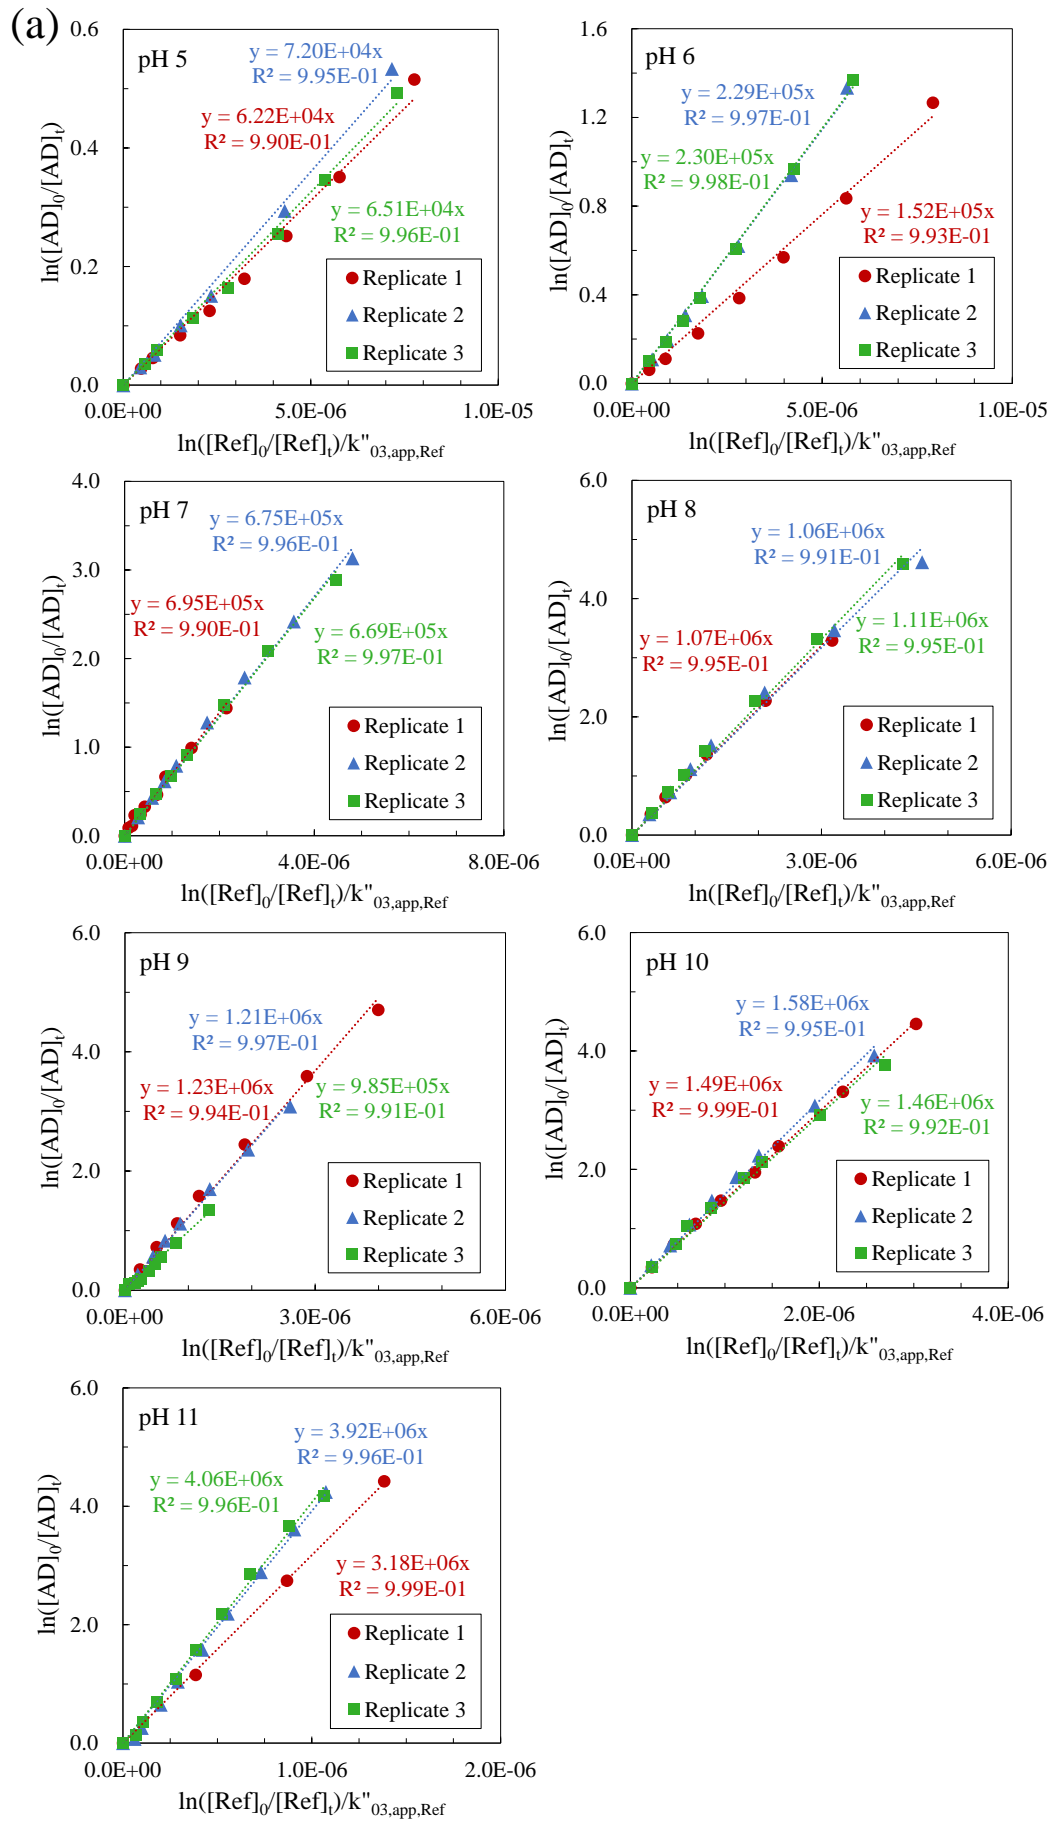 (a)
pH 5
y = 7.20E+04x
R² = 9.95E-01
y = 6.22E+04x
R² = 9.90E-01
y = 6.51E+04x
R² = 9.96E-01
Replicate 1
Replicate 2
Replicate 3
0.6
0.4
0.2
0.0
0.0E+00 5.0E-06 1.0E-05
ln([AD]0/[AD]t)
ln([Ref]0/[Ref]t)/k"03,app,Ref
pH 6
y = 2.29E+05x
R² = 9.97E-01
y = 2.30E+05x
R² = 9.98E-01
y = 1.52E+05x
R² = 9.93E-01
Replicate 1
Replicate 2
Replicate 3
1.6
1.2
0.8
0.4
0.0
0.0E+00 5.0E-06 1.0E-05
ln([AD]0/[AD]t)
ln([Ref]0/[Ref]t)/k"03,app,Ref
pH 7
y = 6.75E+05x
R² = 9.96E-01
y = 6.95E+05x
R² = 9.90E-01
y = 6.69E+05x
R² = 9.97E-01
Replicate 1
Replicate 2
Replicate 3
4.0
3.0
2.0
1.0
0.0
0.0E+00 4.0E-06 8.0E-06
ln([AD]0/[AD]t)
ln([Ref]0/[Ref]t)/k"03,app,Ref
pH 8
y = 1.06E+06x
R² = 9.91E-01
y = 1.11E+06x
R² = 9.95E-01
y = 1.07E+06x
R² = 9.95E-01
Replicate 1
Replicate 2
Replicate 3
6.0
4.0
2.0
0.0
0.0E+00 3.0E-06 6.0E-06
ln([AD]0/[AD]t)
ln([Ref]0/[Ref]t)/k"03,app,Ref
pH 9
y = 1.21E+06x
R² = 9.97E-01
y = 1.23E+06x
R² = 9.94E-01
y = 9.85E+05x
R² = 9.91E-01
Replicate 1
Replicate 2
Replicate 3
6.0
4.0
2.0
0.0
0.0E+00 3.0E-06 6.0E-06
ln([AD]0/[AD]t)
ln([Ref]0/[Ref]t)/k"03,app,Ref
pH 10
y = 1.58E+06x
R² = 9.95E-01
y = 1.49E+06x
R² = 9.99E-01
y = 1.46E+06x
R² = 9.92E-01
Replicate 1
Replicate 2
Replicate 3
6.0
4.0
2.0
0.0
0.0E+00 2.0E-06 4.0E-06
ln([AD]0/[AD]t)
ln([Ref]0/[Ref]t)/k"03,app,Ref
pH 11
y = 3.92E+06x
R² = 9.96E-01
y = 4.06E+06x
R² = 9.96E-01
y = 3.18E+06x
R² = 9.99E-01
Replicate 1
Replicate 2
Replicate 3
6.0
4.0
2.0
0.0
0.0E+00 1.0E-06 2.0E-06
ln([AD]0/[AD]t)
ln([Ref]0/[Ref]t)/k"03,app,Ref